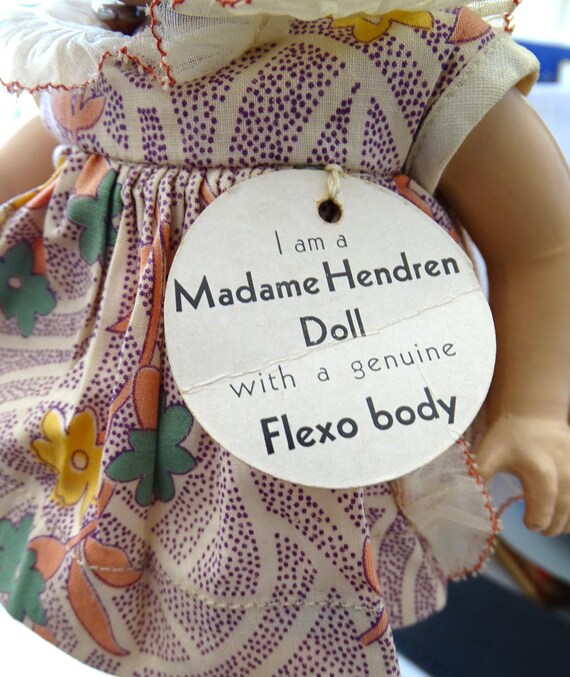 I am a
Madame Hendren
Doll
with a genuine
Flexo body